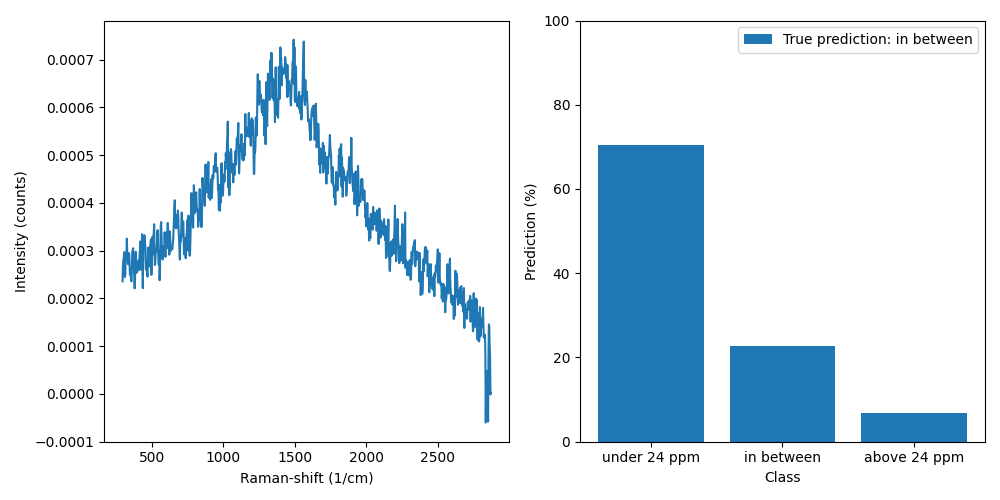 0.0007
0.0006
0.0005
0.0004
0.0003
0.0002
0.0001
0.0000
−0.0001
Intensity (counts)
500 1000 1500 2000 2500
Raman-shift (1/cm)
100
80
60
40
20
0
Prediction (%)
True prediction: in between
under 24 ppm in between above 24 ppm
Class